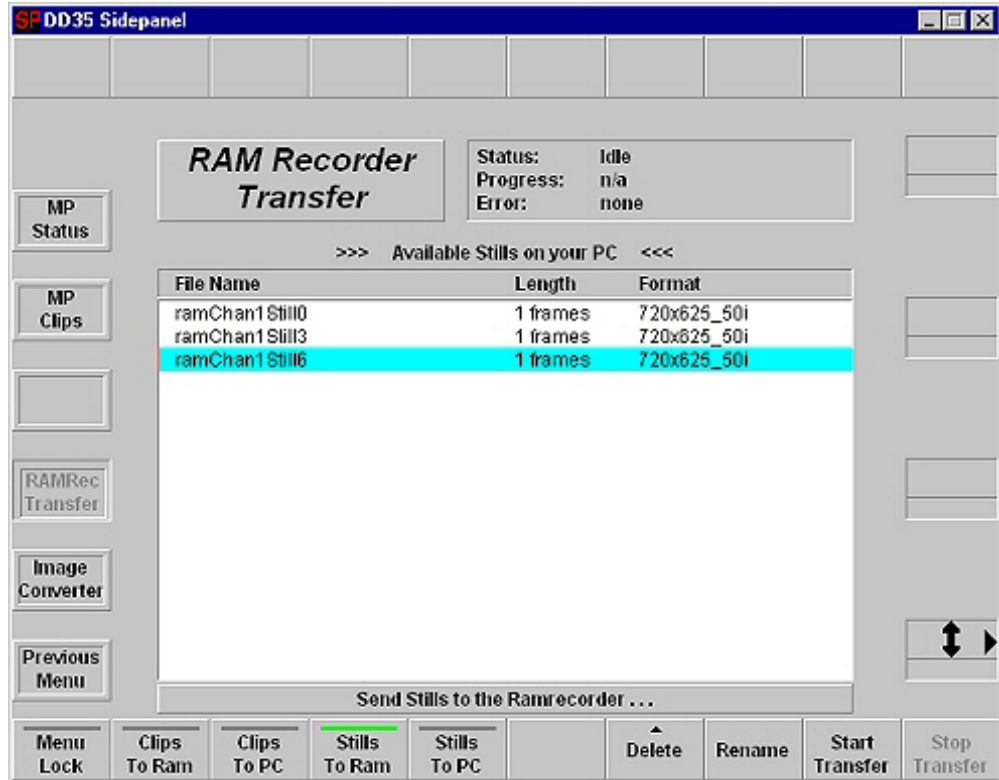 SP DD35 Sidepanel
RAM Recorder
Transfer
Status: Idle
Progress: n/a
Error: none
MP
Status
>>> Available Stills on your PC <<<
File Name Length Format
ramChan1Still0 1 frames 720x625_50i
ramChan1Still3 1 frames 720x625_50i
ramChan1Still6 1 frames 720x625_50i
MP
Clips
RAMRec
Transfer
Image
Converter
Previous
Menu
Send Stills to the Ramrecorder . . .
Menu
Lock
Clips
To Ram
Clips
To PC
Stills
To Ram
Stills
To PC
Delete
Rename
Start
Transfer
Stop
Transfer